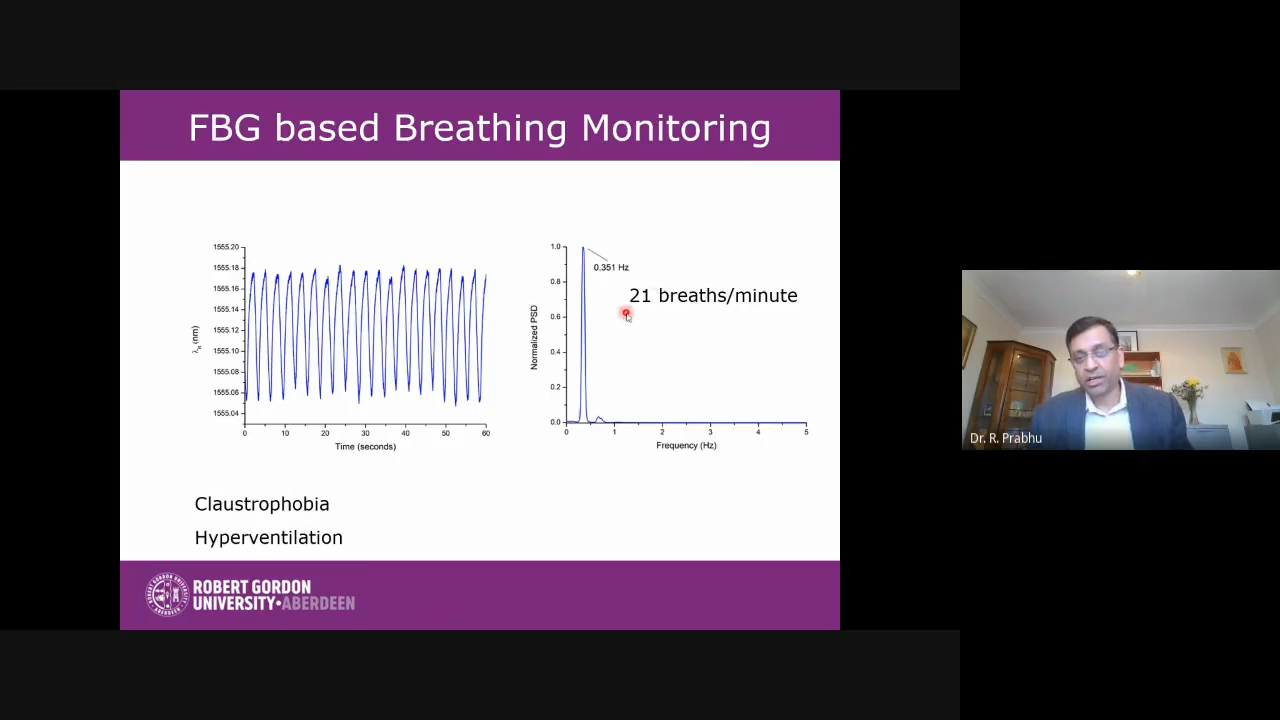 FBG based Breathing Monitoring
1555.20
1555.18
1555.16
1555.14
1555.12
1555.10
1555.08
1555.06
1555.04
λ (nm)
0 10 20 30 40 50 60
Time (seconds)
1.0
0.8
0.6
0.4
0.2
0.0
Normalized PSD
0.351 Hz
21 breaths/minute
0 1 2 3 4 5
Frequency (Hz)
Claustrophobia
Hyperventilation
ROBERT GORDON
UNIVERSITY•ABERDEEN
Dr. R. Prabhu